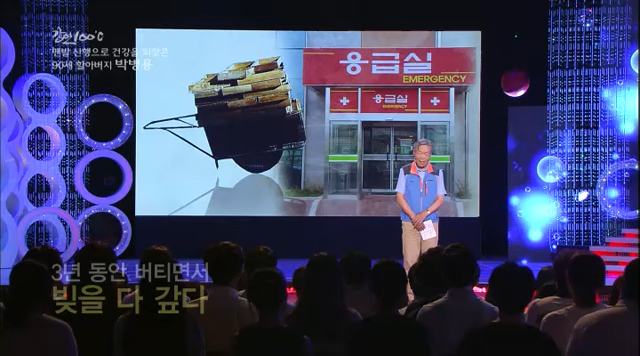 강연100℃
맨발 산행으로 건강을 되찾은
90세 할아버지 박병용
응급실
EMERGENCY
응급실
3년 동안 버티면서
빚을 다 갚다